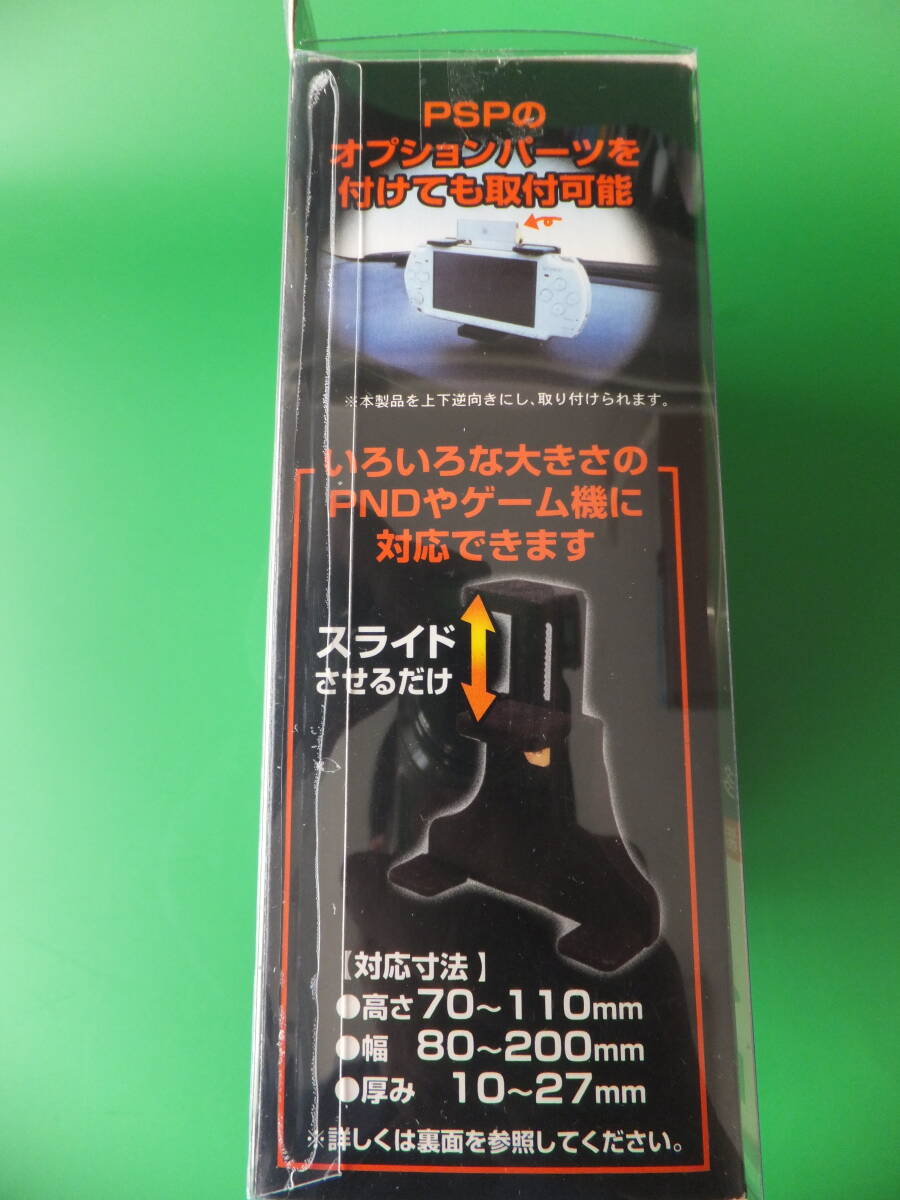 PSPの
オプションパーツを
付けても取付可能
※本製品を上下逆向きにし、取り付けられます。
いろいろな大きさの
PNDやゲーム機に
対応できます
スライド
させるだけ
【対応寸法】
●高さ 70～110mm
●幅 80～200mm
●厚み 10～27mm
※詳しくは裏面を参照してください。